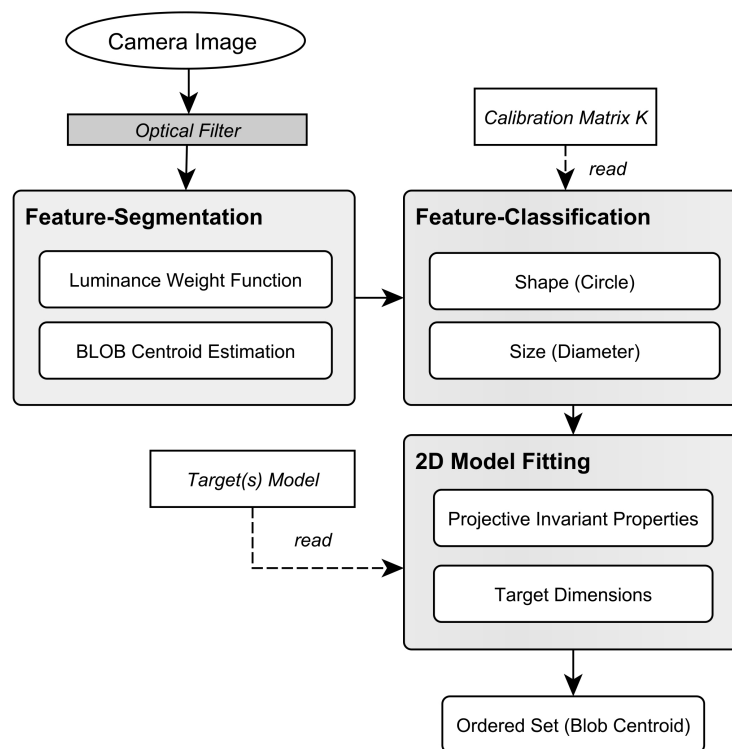 Camera Image
Optical Filter
Calibration Matrix K
read
Feature-Segmentation
Luminance Weight Function
BLOB Centroid Estimation
Feature-Classification
Shape (Circle)
Size (Diameter)
Target(s) Model
read
2D Model Fitting
Projective Invariant Properties
Target Dimensions
Ordered Set (Blob Centroid)